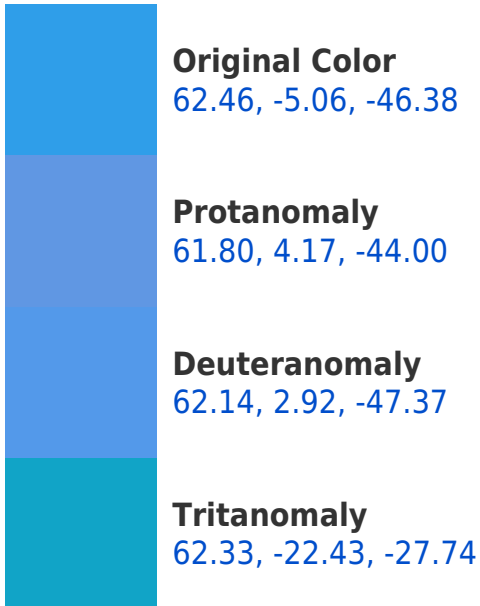 Original Color
62.46, -5.06, -46.38
Protanomaly
61.80, 4.17, -44.00
Deuteranomaly
62.14, 2.92, -47.37
Tritanomaly
62.33, -22.43, -27.74